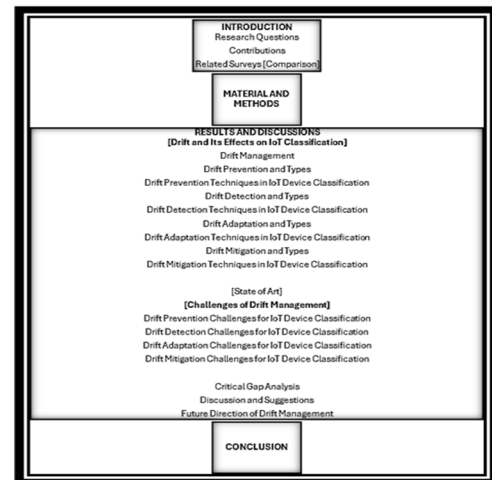 INTRODUCTION
Research Questions
Contributions
Related Surveys [Comparison]
MATERIAL AND
METHODS
RESULTS AND DISCUSSIONS
[Drift and Its Effects on IoT Classification]
Drift Management
Drift Prevention and Types
Drift Prevention Techniques in IoT Device Classification
Drift Detection and Types
Drift Detection Techniques in IoT Device Classification
Drift Adaptation and Types
Drift Adaptation Techniques in IoT Device Classification
Drift Mitigation and Types
Drift Mitigation Techniques in IoT Device Classification
[State of Art]
[Challenges of Drift Management]
Drift Prevention Challenges for IoT Device Classification
Drift Detection Challenges for IoT Device Classification
Drift Adaptation Challenges for IoT Device Classification
Drift Mitigation Challenges for IoT Device Classification
Critical Gap Analysis
Discussion and Suggestions
Future Direction of Drift Management
CONCLUSION